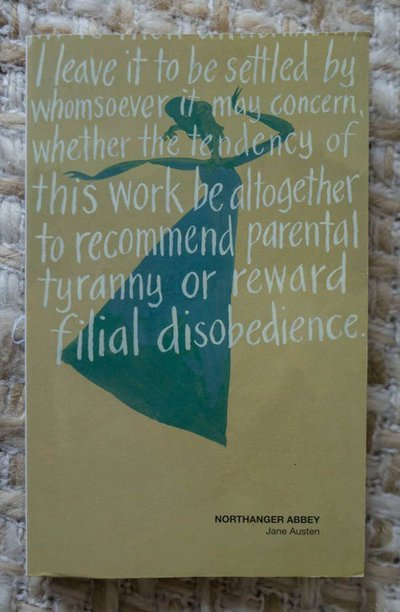 I leave it to be settled by
whomsoever it may concern,
whether the tendency of
this work be altogether
to recommend parental
tyranny or reward
filial disobedience.
NORTHANGER ABBEY
Jane Austen